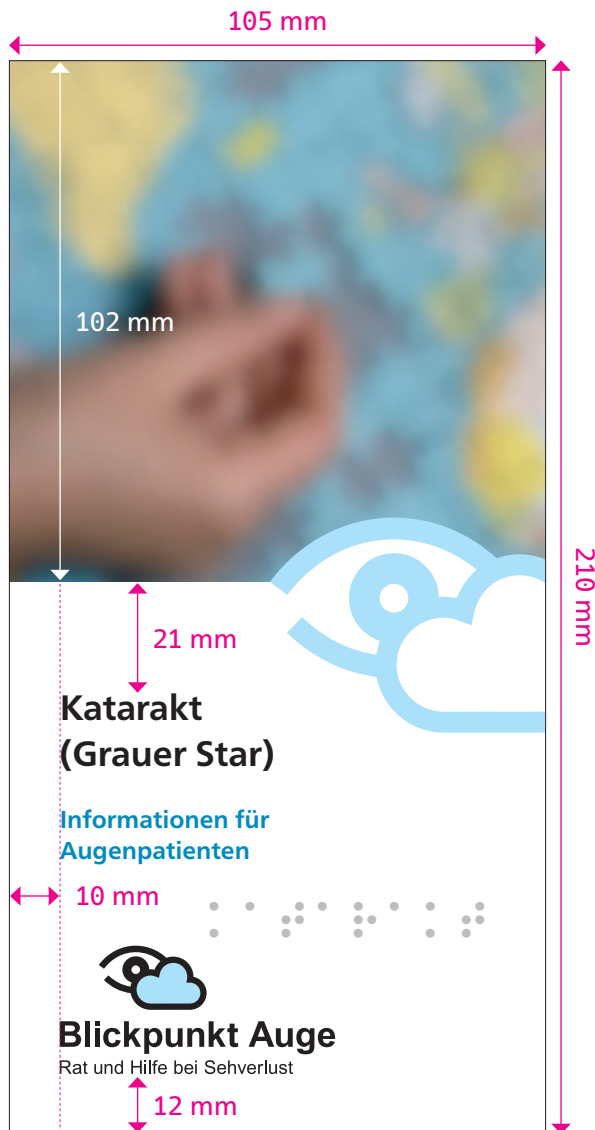 105 mm
102 mm
210 mm
21 mm
Katarakt
(Grauer Star)
Informationen für
Augenpatienten
10 mm
⠅⠁⠞⠗⠁⠅⠞
Blickpunkt Auge
Rat und Hilfe bei Sehverlust
12 mm